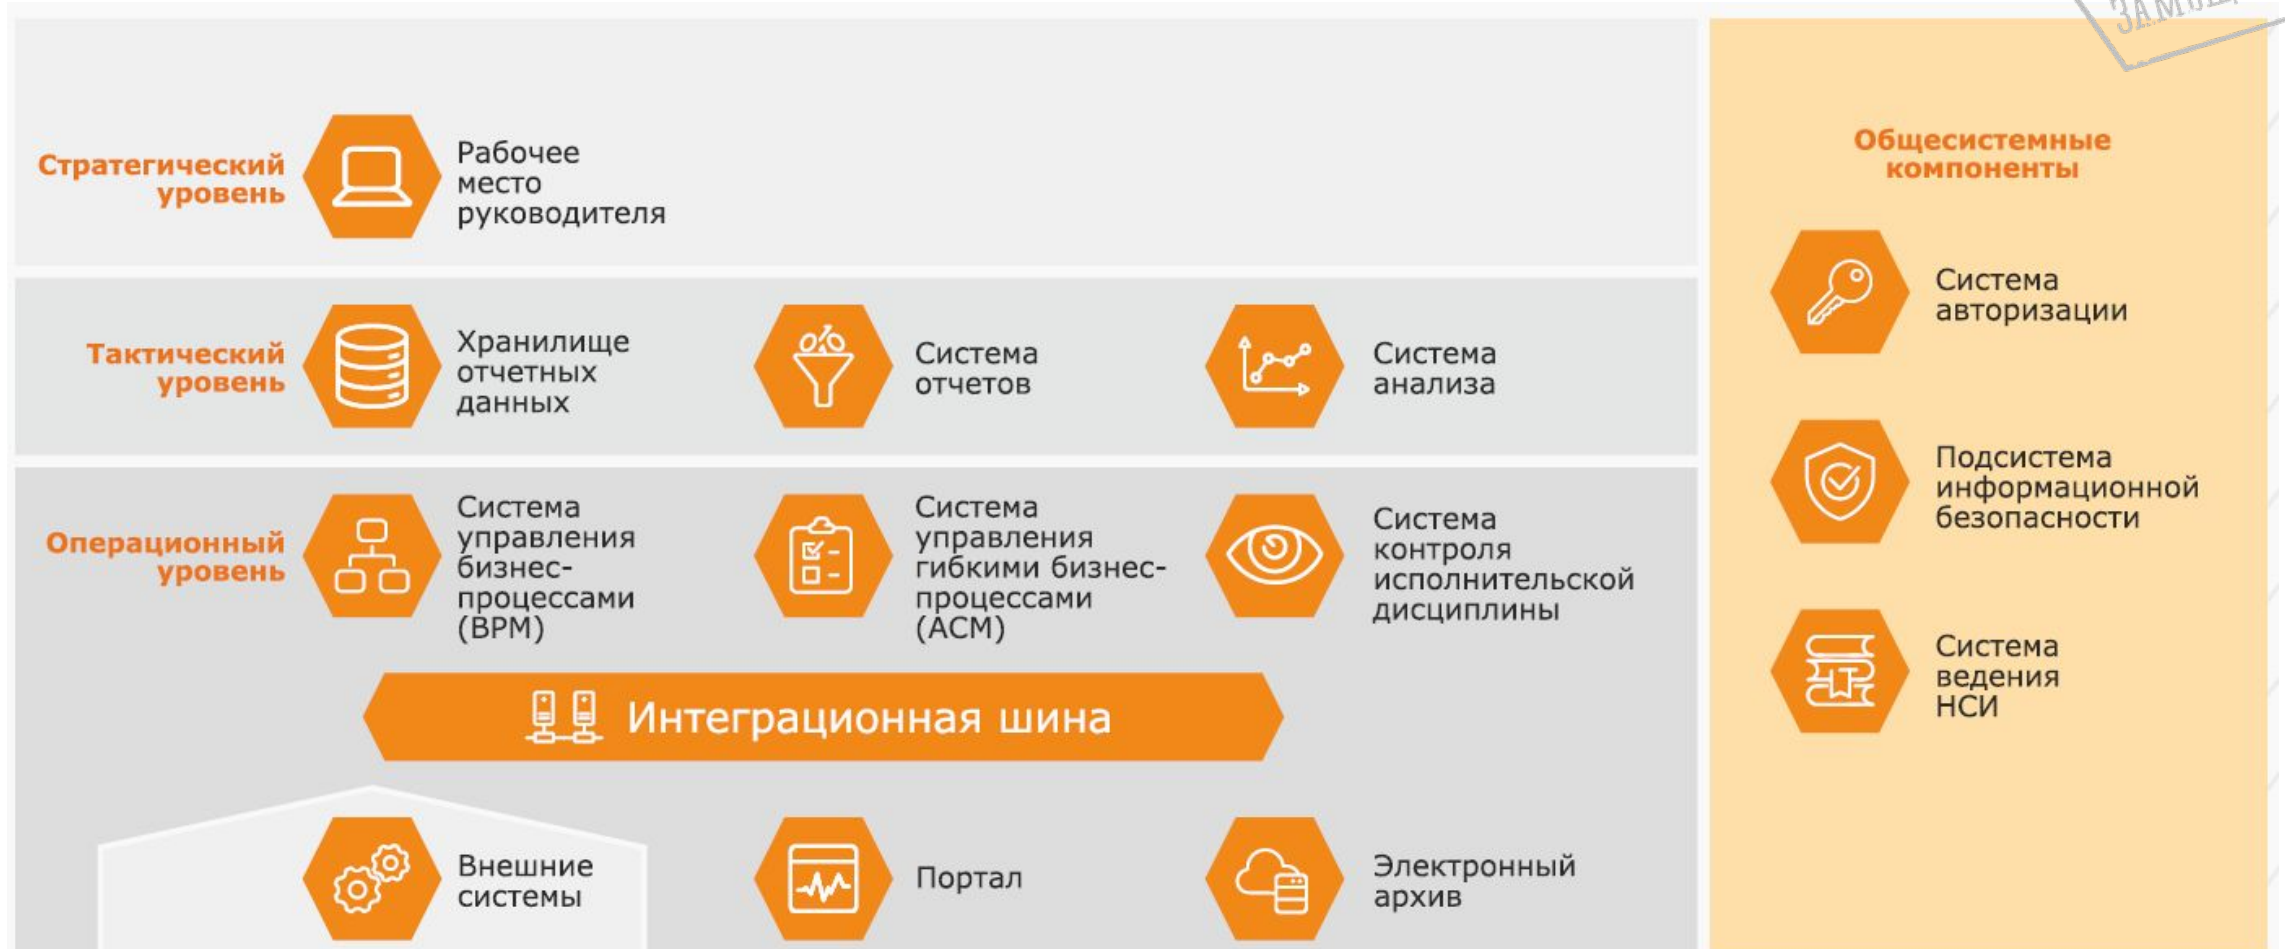 Стратегический
уровень
Рабочее
место
руководителя
Тактический
уровень
Хранилище
отчетных
данных
Система
отчетов
Система
анализа
Операционный
уровень
Система
управления
бизнес-
процессами
(BPM)
Система
управления
гибкими бизнес-
процессами
(ACM)
Система
контроля
исполнительской
дисциплины
Интеграционная шина
Внешние
системы
Портал
Электронный
архив
Общесистемные
компоненты
Система
авторизации
Подсистема
информационной
безопасности
Система
ведения
НСИ